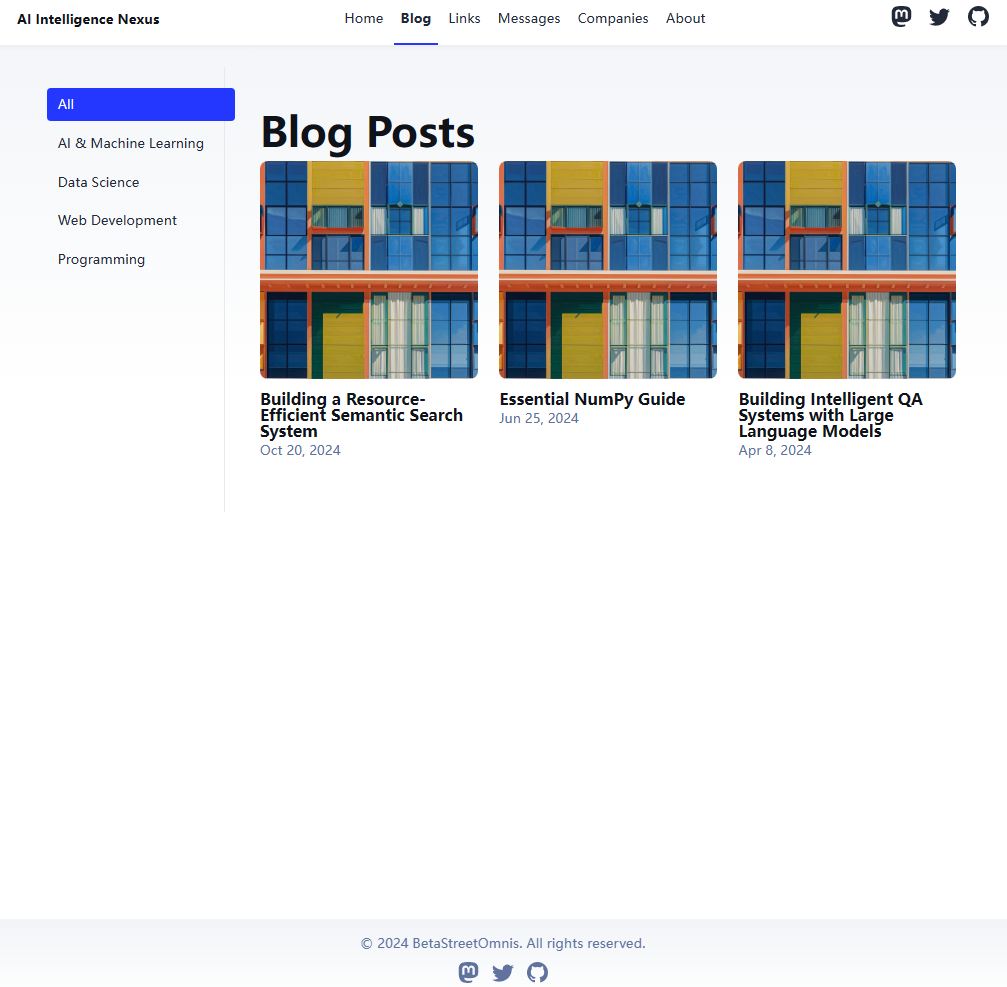 AI Intelligence Nexus
Home
Blog
Links
Messages
Companies
About
All
AI & Machine Learning
Data Science
Web Development
Programming
Blog Posts
Building a Resource-
Efficient Semantic Search
System
Oct 20, 2024
Essential NumPy Guide
Jun 25, 2024
Building Intelligent QA
Systems with Large
Language Models
Apr 8, 2024
© 2024 BetaStreetOmnis. All rights reserved.